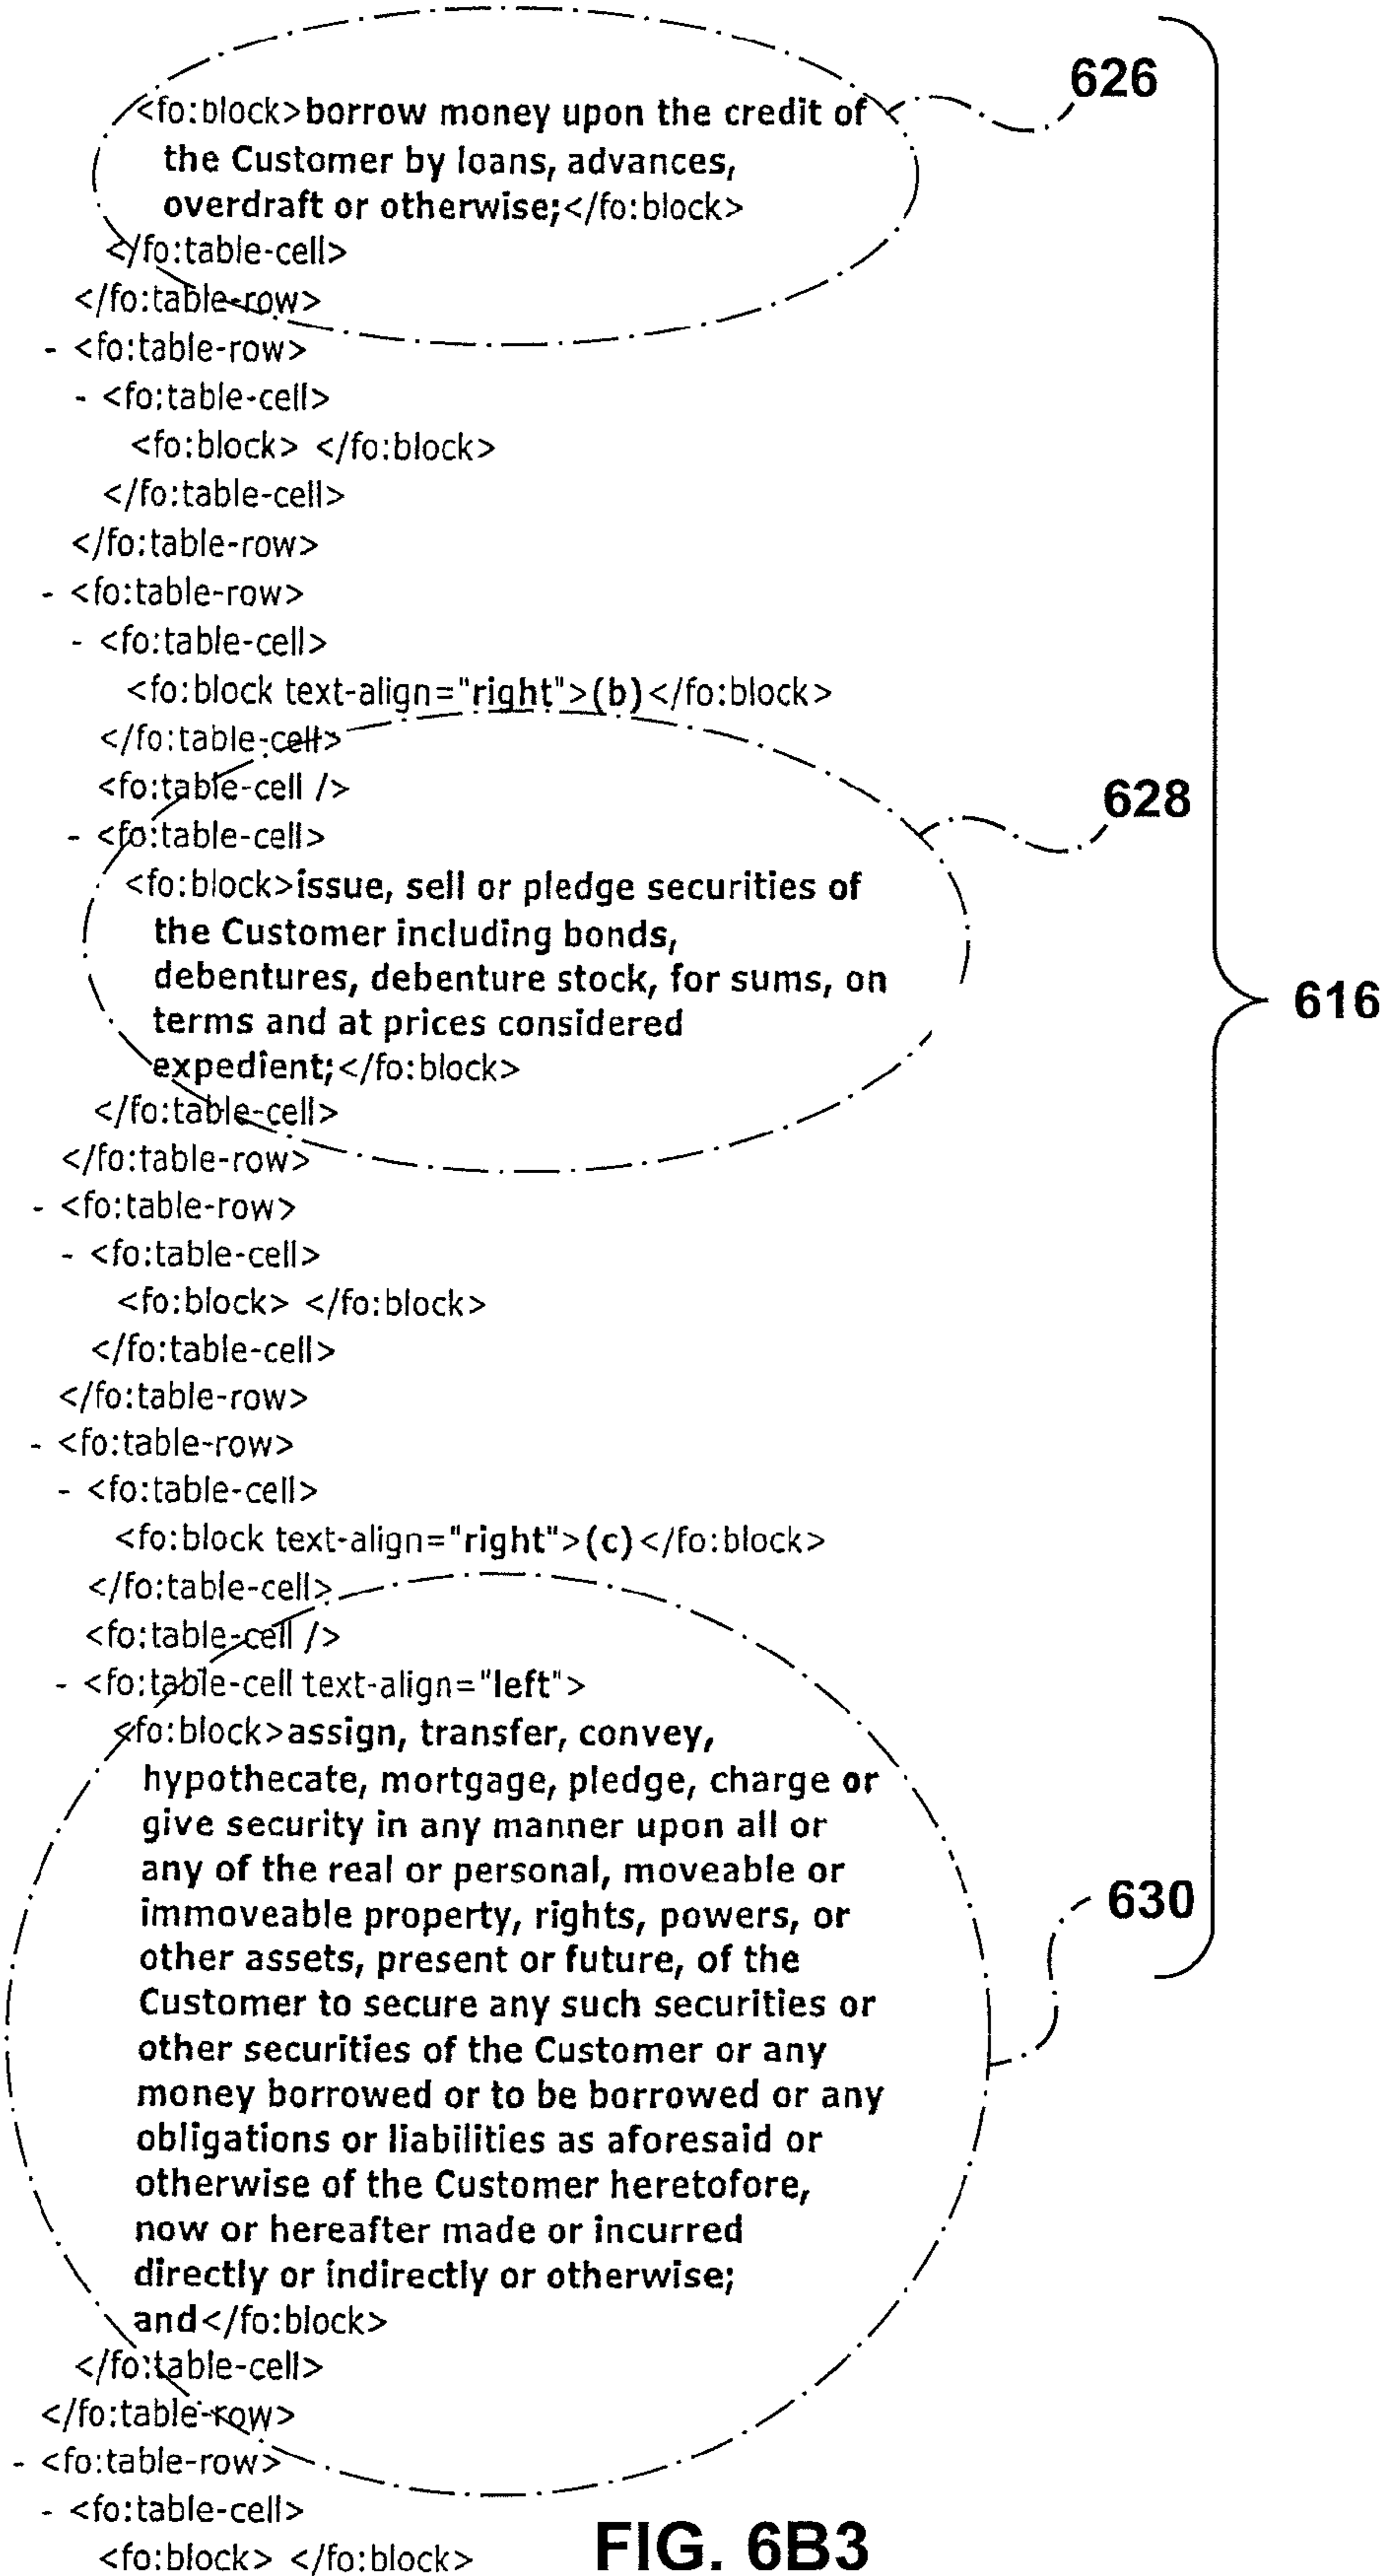 626
<fo:block>borrow money upon the credit of
the Customer by loans, advances,
overdraft or otherwise;</fo:block>
</fo:table-cell>
</fo:table-row>
- <fo:table-row>
- <fo:table-cell>
<fo:block> </fo:block>
</fo:table-cell>
</fo:table-row>
- <fo:table-row>
- <fo:table-cell>
<fo:block text-align="right">(b)</fo:block>
</fo:table-cell>
<fo:table-cell />
628
- <fo:table-cell>
<fo:block>issue, sell or pledge securities of
the Customer including bonds,
debentures, debenture stock, for sums, on
616
terms and at prices considered
expedient;</fo:block>
</fo:table-cell>
</fo:table-row>
- <fo:table-row>
- <fo:table-cell>
<fo:block> </fo:block>
</fo:table-cell>
</fo:table-row>
- <fo:table-row>
- <fo:table-cell>
<fo:block text-align="right">(c)</fo:block>
</fo:table-cell>
<fo:table-cell />
- <fo:table-cell text-align="left">
<fo:block>assign, transfer, convey,
hypothecate, mortgage, pledge, charge or
give security in any manner upon all or
any of the real or personal, moveable or
630
immoveable property, rights, powers, or
other assets, present or future, of the
Customer to secure any such securities or
other securities of the Customer or any
money borrowed or to be borrowed or any
obligations or liabilities as aforesaid or
otherwise of the Customer heretofore,
now or hereafter made or incurred
directly or indirectly or otherwise;
and</fo:block>
</fo:table-cell>
</fo:table-row>
- <fo:table-row>
- <fo:table-cell>
<fo:block> </fo:block>
FIG. 6B3